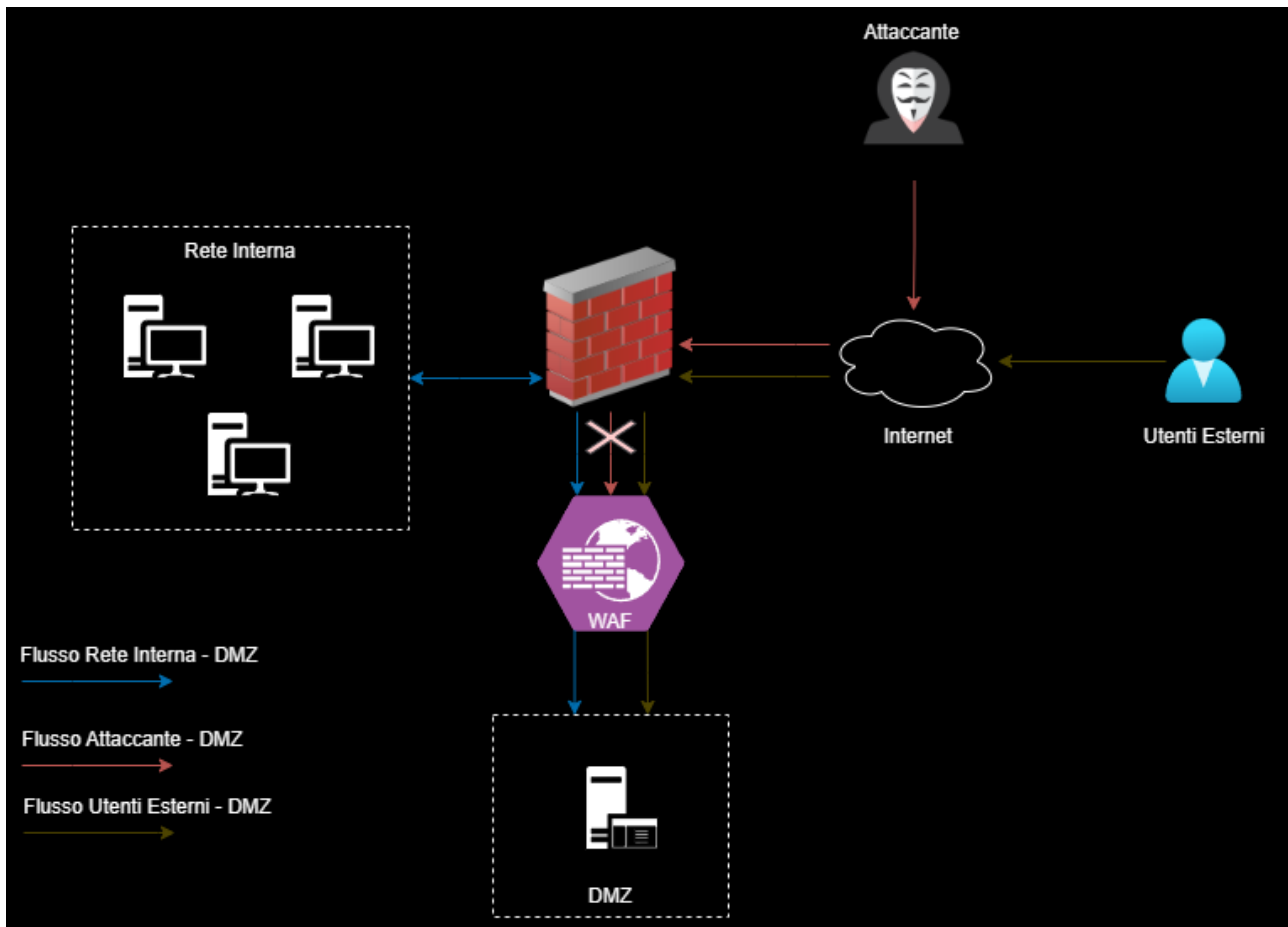 Attaccante
Rete Interna
Internet
Utenti Esterni
WAF
Flusso Rete Interna - DMZ
Flusso Attaccante - DMZ
Flusso Utenti Esterni - DMZ
DMZ